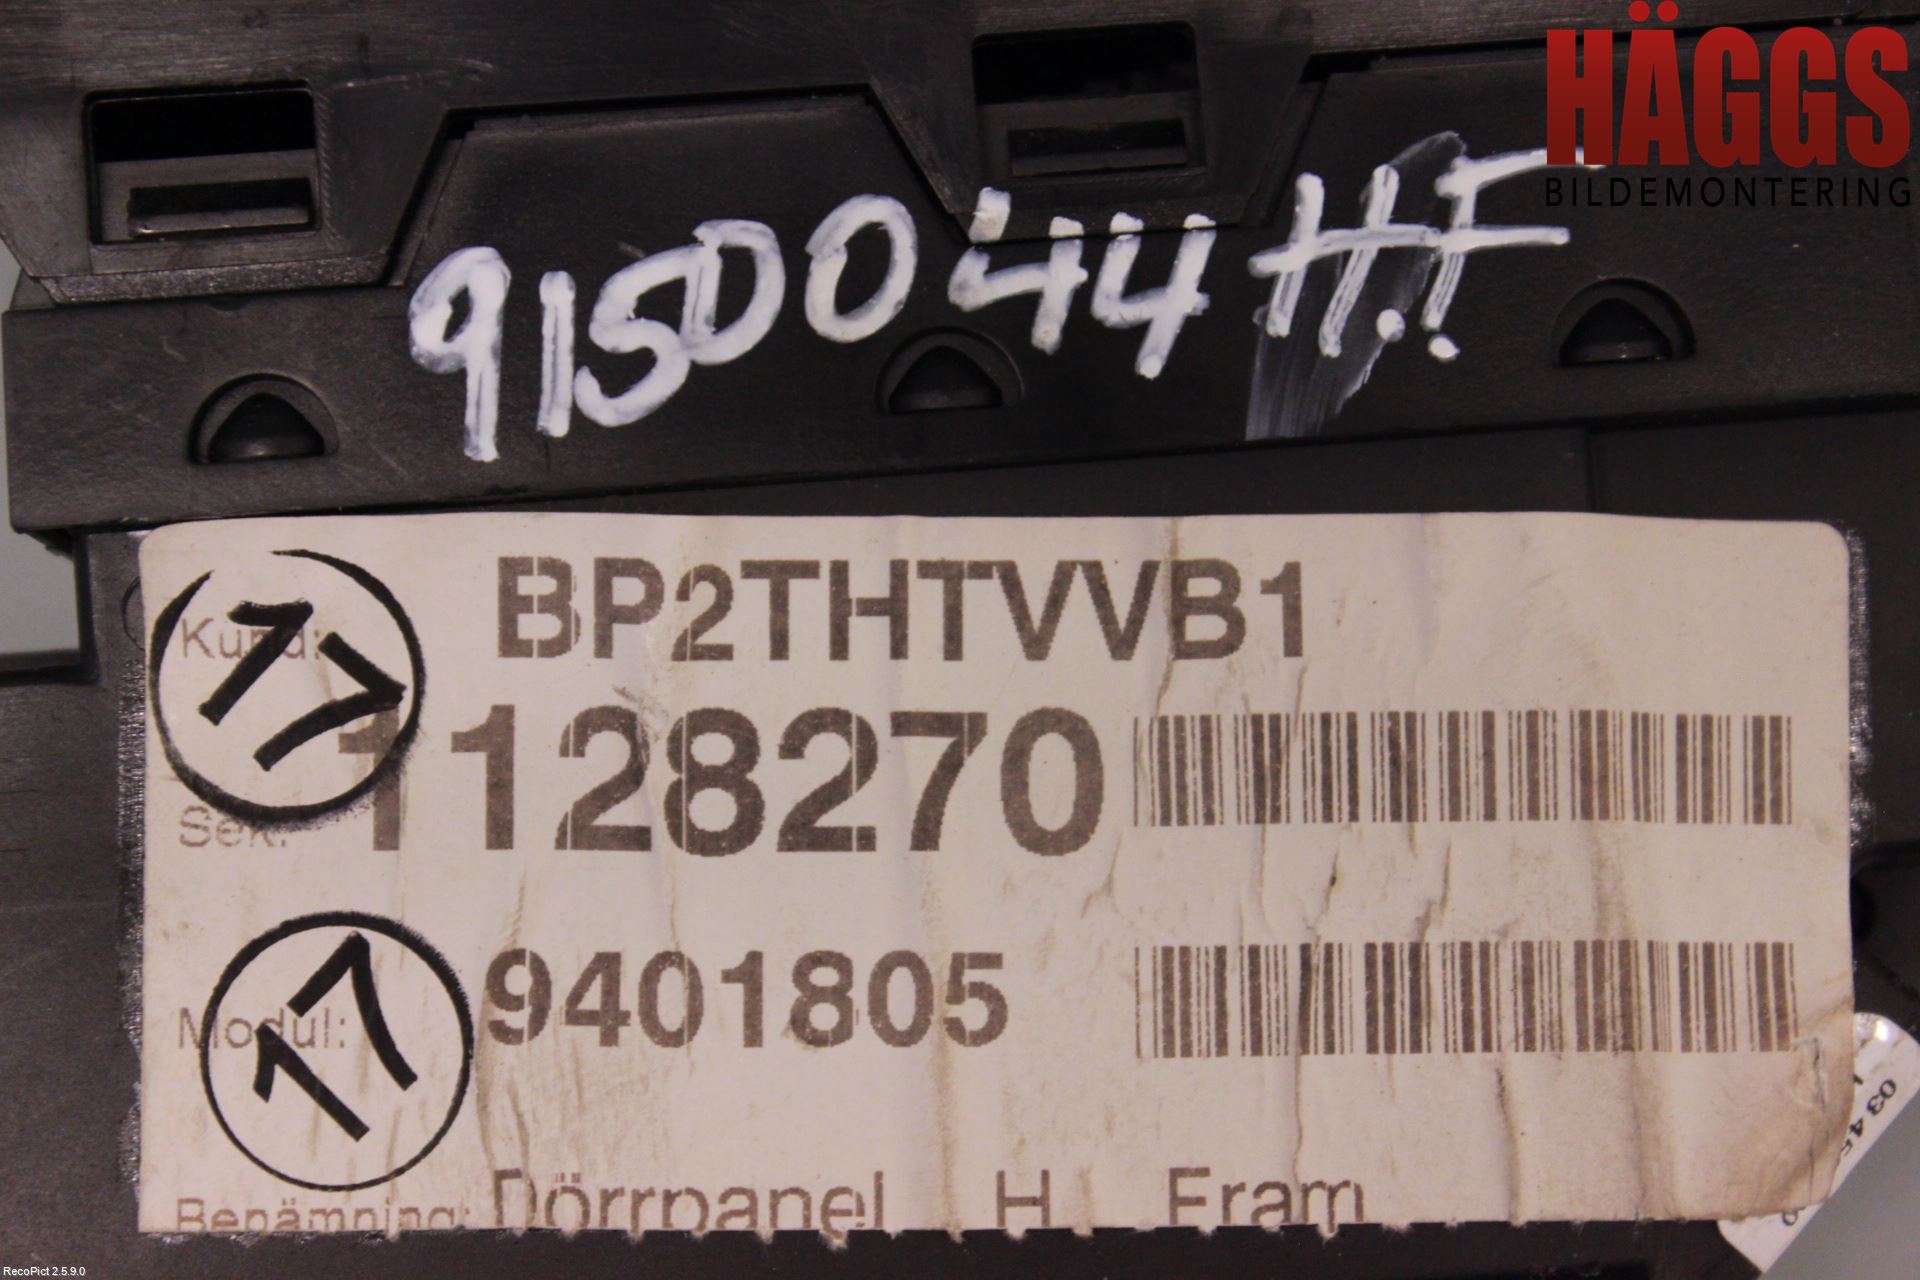 HÄGGS
BILDEMONTERING
9150044 H.F.
Kund: BP2THTVVB1
17
Sek: 1128270
Modul: 9401805
17
Benämning: Dörrpanel H Fram
RecoPict 2.5.9.0